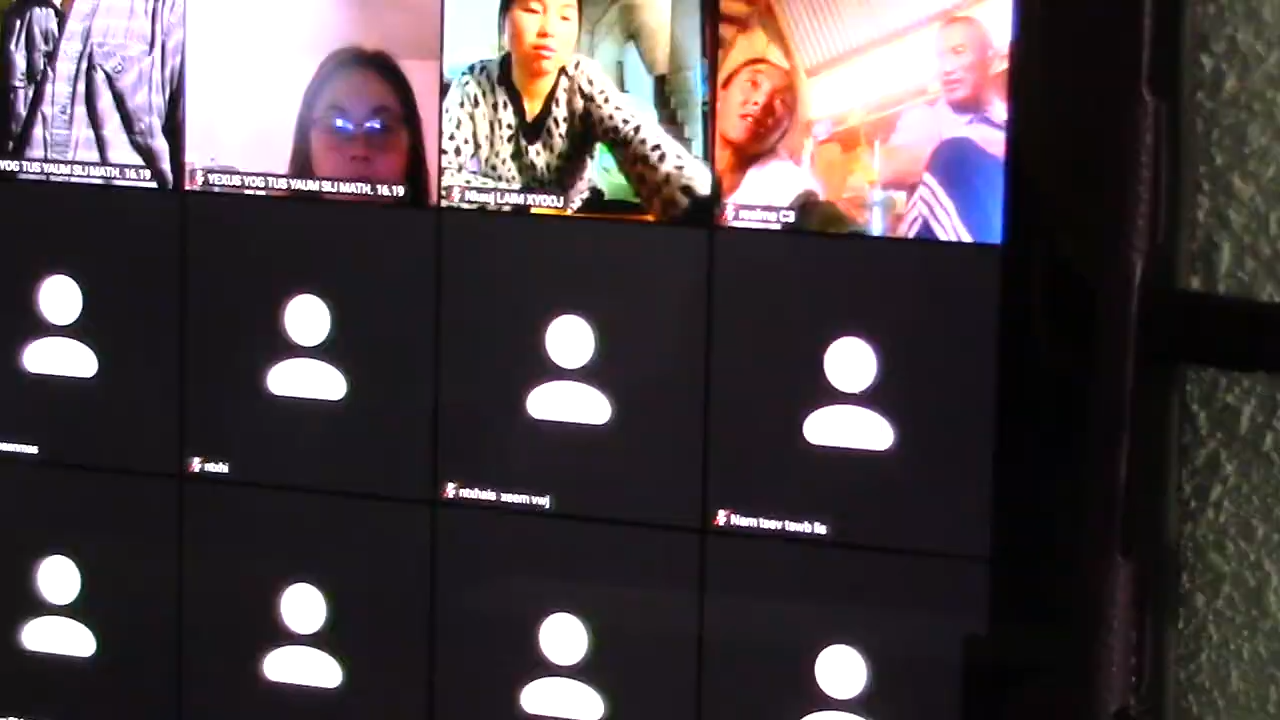 YOG TUS YAUM SIJ MATH. 16.19
YEXUS YOG TUS YAUM SIJ MATH. 16.19
Nkauj LAIM XYOOJ
realme C3
ntxhi
ntxhais xeem vwj
Nam tsev tswb lis